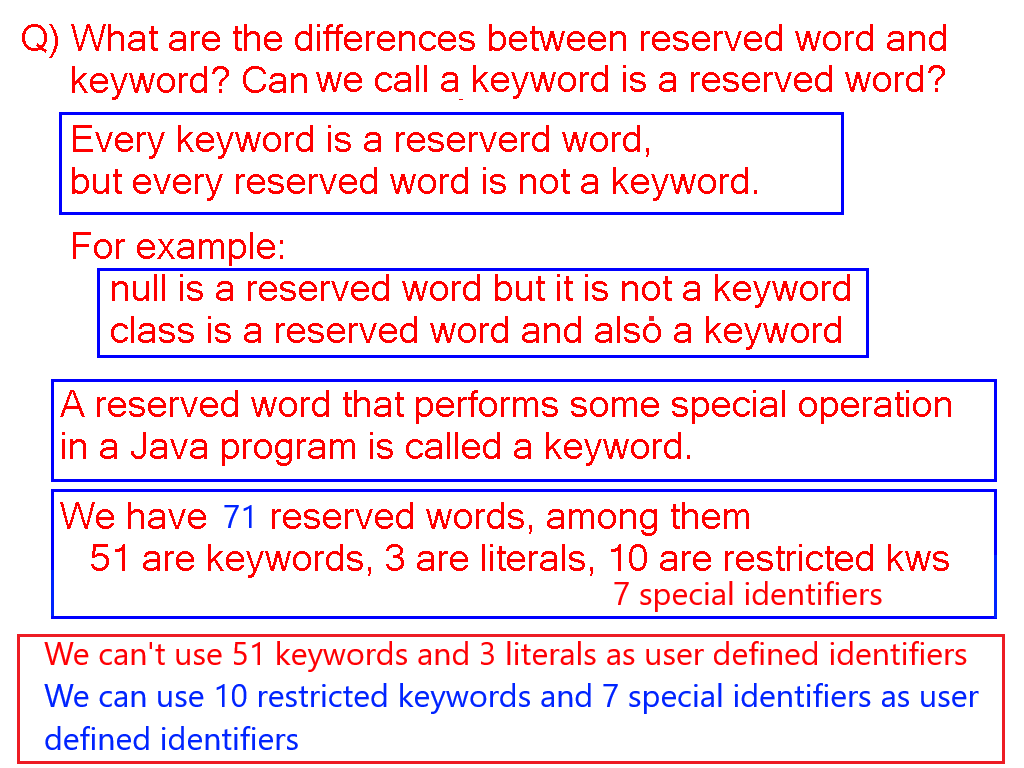 Q) What are the differences between reserved word and
keyword? Can we call a keyword is a reserved word?
Every keyword is a reserverd word,
but every reserved word is not a keyword.
For example:
null is a reserved word but it is not a keyword
class is a reserved word and also a keyword
A reserved word that performs some special operation
in a Java program is called a keyword.
We have 71 reserved words, among them
51 are keywords, 3 are literals, 10 are restricted kws
7 special identifiers
We can't use 51 keywords and 3 literals as user defined identifiers
We can use 10 restricted keywords and 7 special identifiers as user
defined identifiers